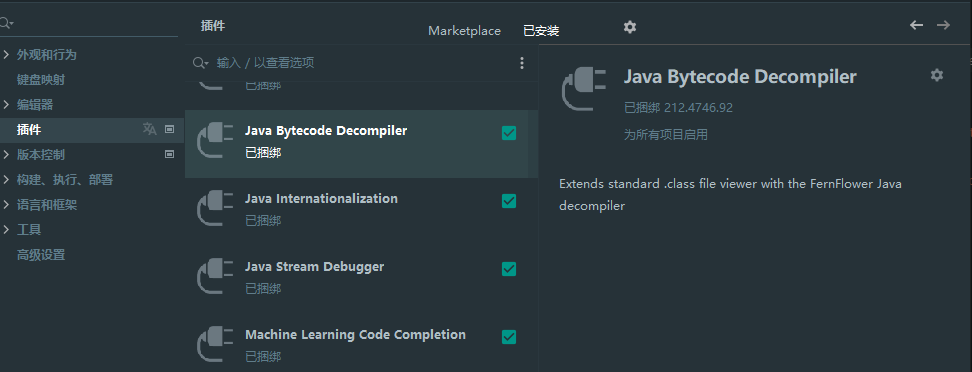 外观和行为
键盘映射
编辑器
插件
版本控制
构建、执行、部署
语言和框架
工具
高级设置
插件
Marketplace
已安装
输入 / 以查看选项
已捆绑
Java Bytecode Decompiler
已捆绑
Java Internationalization
已捆绑
Java Stream Debugger
已捆绑
Machine Learning Code Completion
已捆绑
Java Bytecode Decompiler
已捆绑 212.4746.92
为所有项目启用
Extends standard .class file viewer with the FernFlower Java
decompiler